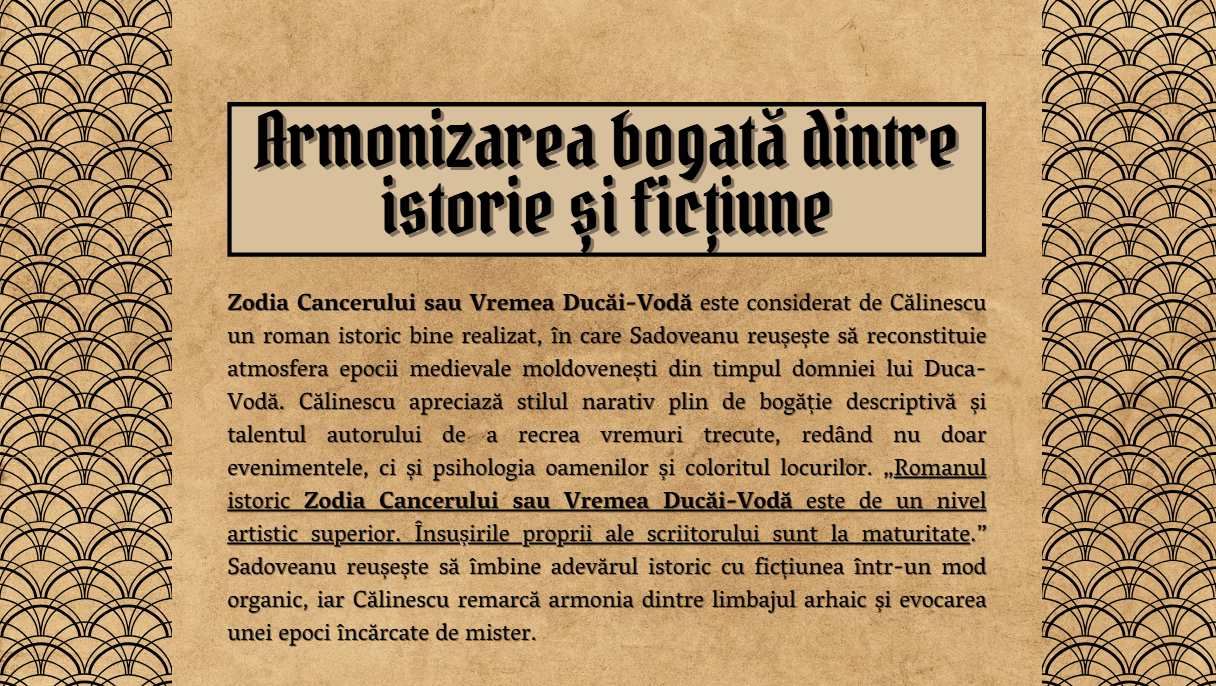 Armonizarea bogată dintre
istorie și ficțiune
Zodia Cancerului sau Vremea Ducăi-Vodă este considerat de Călinescu
un roman istoric bine realizat, în care Sadoveanu reușește să reconstituie
atmosfera epocii medievale moldovenești din timpul domniei lui Duca-
Vodă. Călinescu apreciază stilul narativ plin de bogăție descriptivă și
talentul autorului de a recrea vremuri trecute, redând nu doar
evenimentele, ci și psihologia oamenilor și coloritul locurilor. „Romanul
istoric Zodia Cancerului sau Vremea Ducăi-Vodă este de un nivel
artistic superior. Însușirile proprii ale scriitorului sunt la maturitate.”
Sadoveanu reușește să îmbine adevărul istoric cu ficțiunea într-un mod
organic, iar Călinescu remarcă armonia dintre limbajul arhaic și evocarea
unei epoci încărcate de mister.